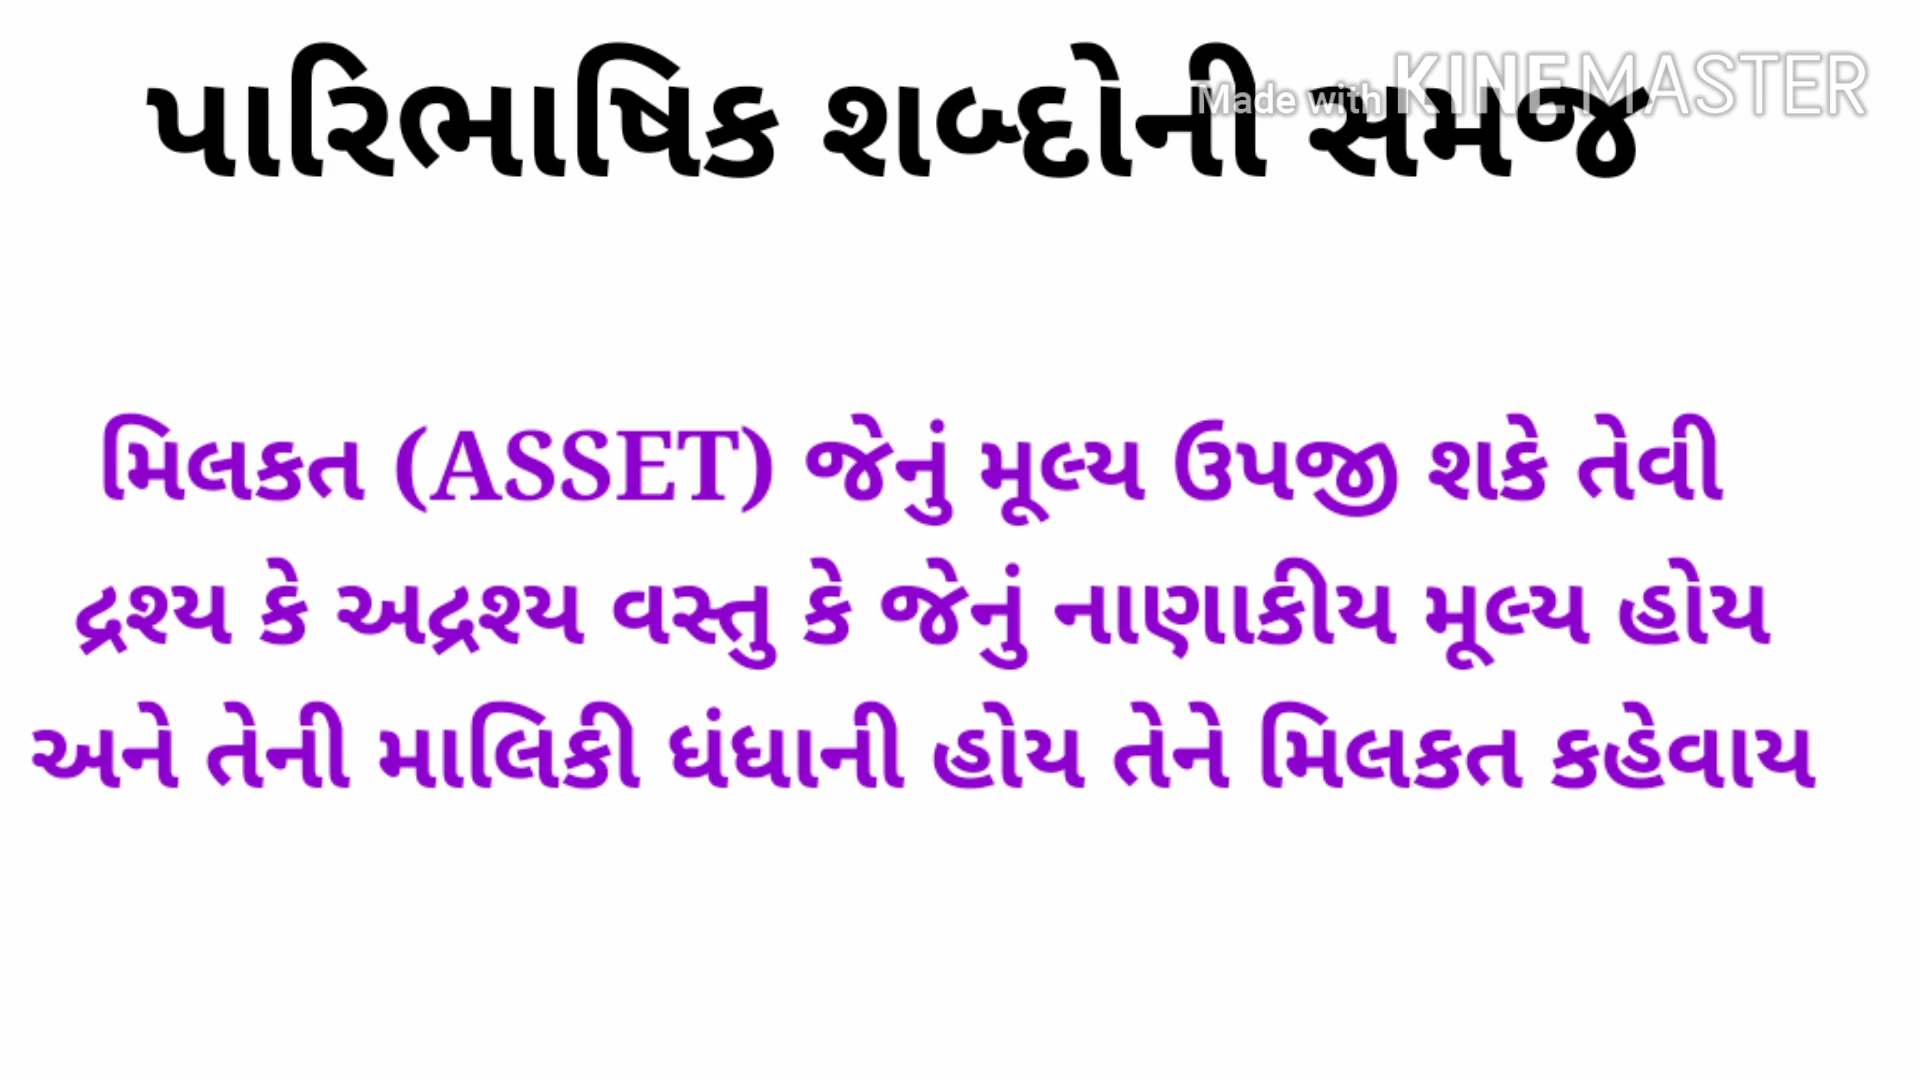 પારિભાષિક શબ્દોની સમજ
Made with KINEMASTER
મિલકત (ASSET) જેનું મૂલ્ય ઉપજી શકે તેવી
દ્રશ્ય કે અદ્રશ્ય વસ્તુ કે જેનું નાણાકીય મૂલ્ય હોય
અને તેની માલિકી ધંધાની હોય તેને મિલકત કહેવાય